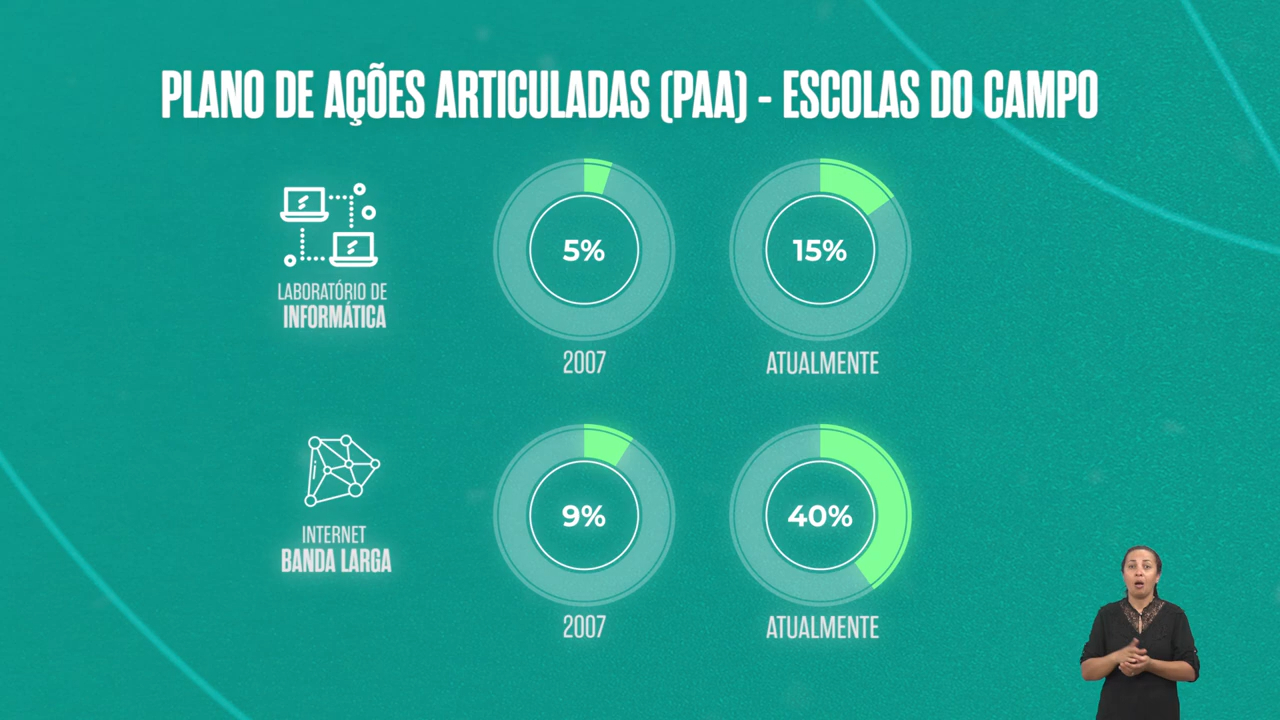 PLANO DE AÇÕES ARTICULADAS (PAA) - ESCOLAS DO CAMPO
LABORATÓRIO DE
INFORMÁTICA
5%
2007
15%
ATUALMENTE
INTERNET
BANDA LARGA
9%
2007
40%
ATUALMENTE